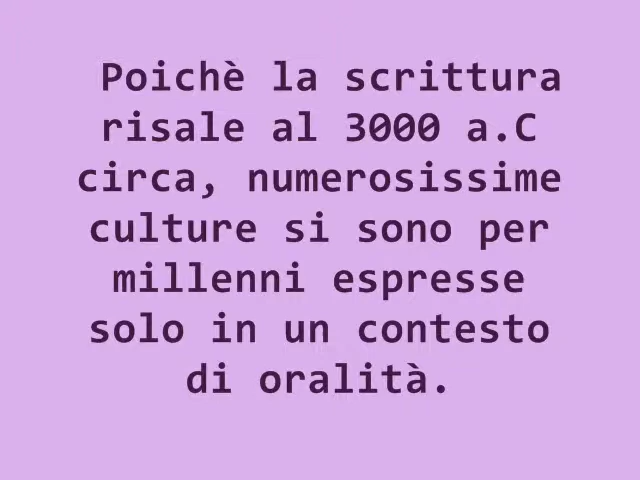 Poichè la scrittura
risale al 3000 a.C
circa, numerosissime
culture si sono per
millenni espresse
solo in un contesto
di oralità.